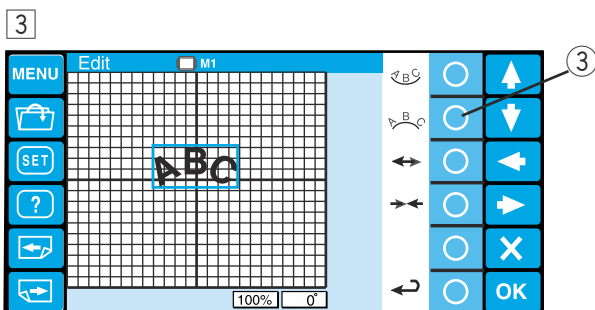 3
MENU
Edit M1
ABC
③
ABC
SET
ABC
?
100% 0°
OK